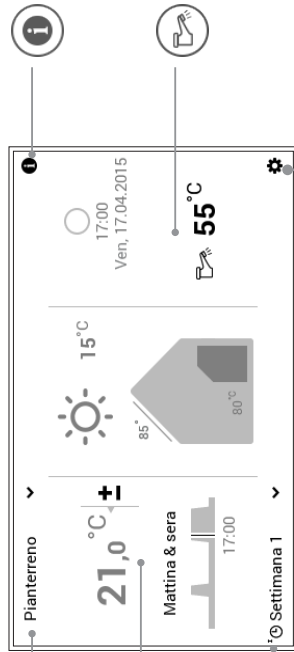 Pianterreno
21,0 °C
±
Mattina & sera
17:00
Settimana 1
15°C
85°
80°C
17:00
Ven, 17.04.2015
55°C